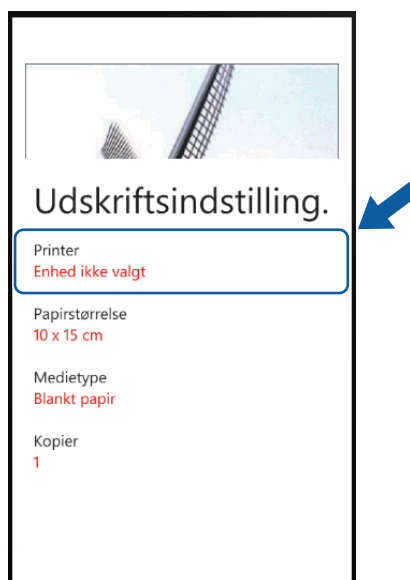 Udskriftsindstilling.
Printer
Enhed ikke valgt
Papirstørrelse
10 x 15 cm
Medietype
Blankt papir
Kopier
1